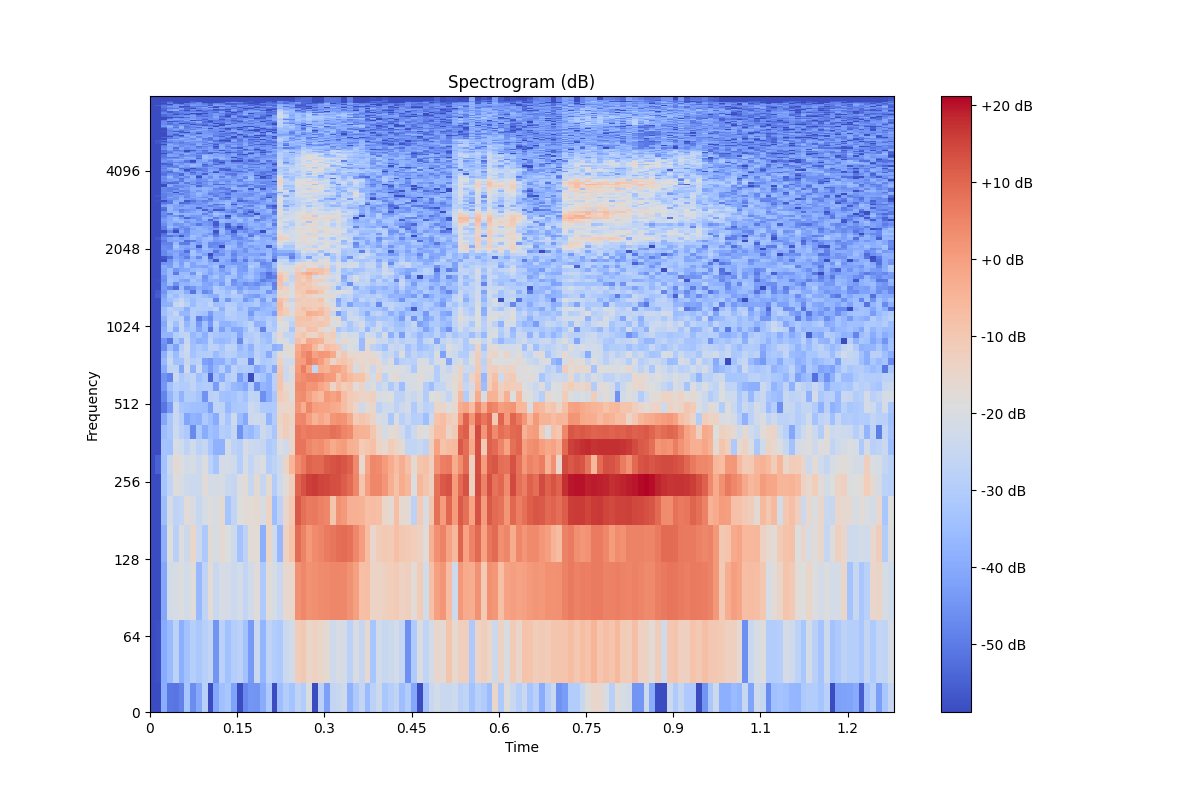 Spectrogram (dB)
+20 dB
4096
+10 dB
2048
+0 dB
1024
-10 dB
Frequency
512
-20 dB
256
-30 dB
128
-40 dB
64
-50 dB
0
0 0.15 0.3 0.45 0.6 0.75 0.9 1.1 1.2
Time